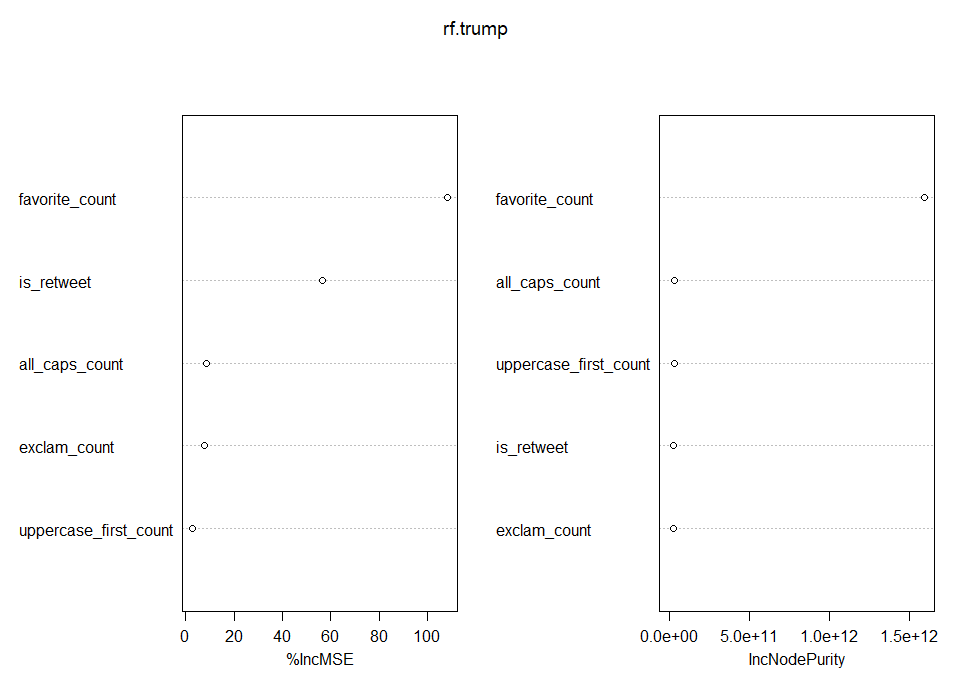 rf.trump
favorite_count
is_retweet
all_caps_count
exclam_count
uppercase_first_count
0 20 40 60 80 100
%IncMSE
favorite_count
all_caps_count
uppercase_first_count
is_retweet
exclam_count
0.0e+00 5.0e+11 1.0e+12 1.5e+12
IncNodePurity